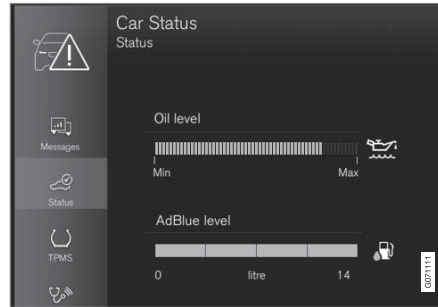 Car Status
Status
Messages
Status
TPMS
Oil level
Min Max
AdBlue level
0 litre 14
G071111